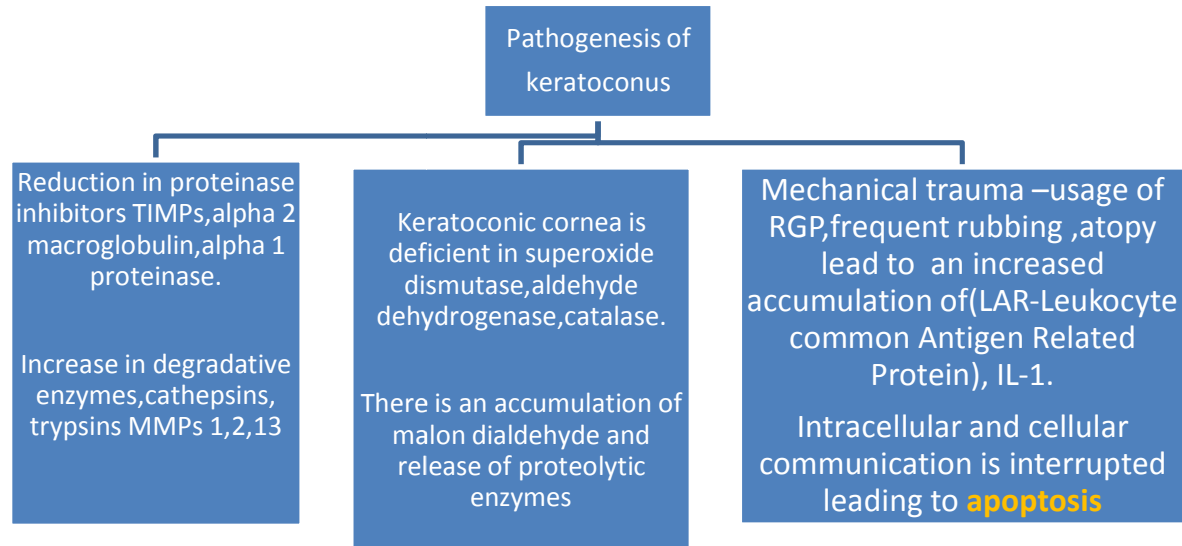 Pathogenesis of
keratoconus
Reduction in proteinase
inhibitors TIMPs,alpha 2
macroglobulin,alpha 1
proteinase.
Increase in degradative
enzymes,cathepsins,
trypsins MMPs 1,2,13
Keratoconic cornea is
deficient in superoxide
dismutase,aldehyde
dehydrogenase,catalase.
There is an accumulation of
malon dialdehyde and
release of proteolytic
enzymes
Mechanical trauma –usage of
RGP,frequent rubbing ,atopy
lead to an increased
accumulation of(LAR-Leukocyte
common Antigen Related
Protein), IL-1.
Intracellular and cellular
communication is interrupted
leading to apoptosis